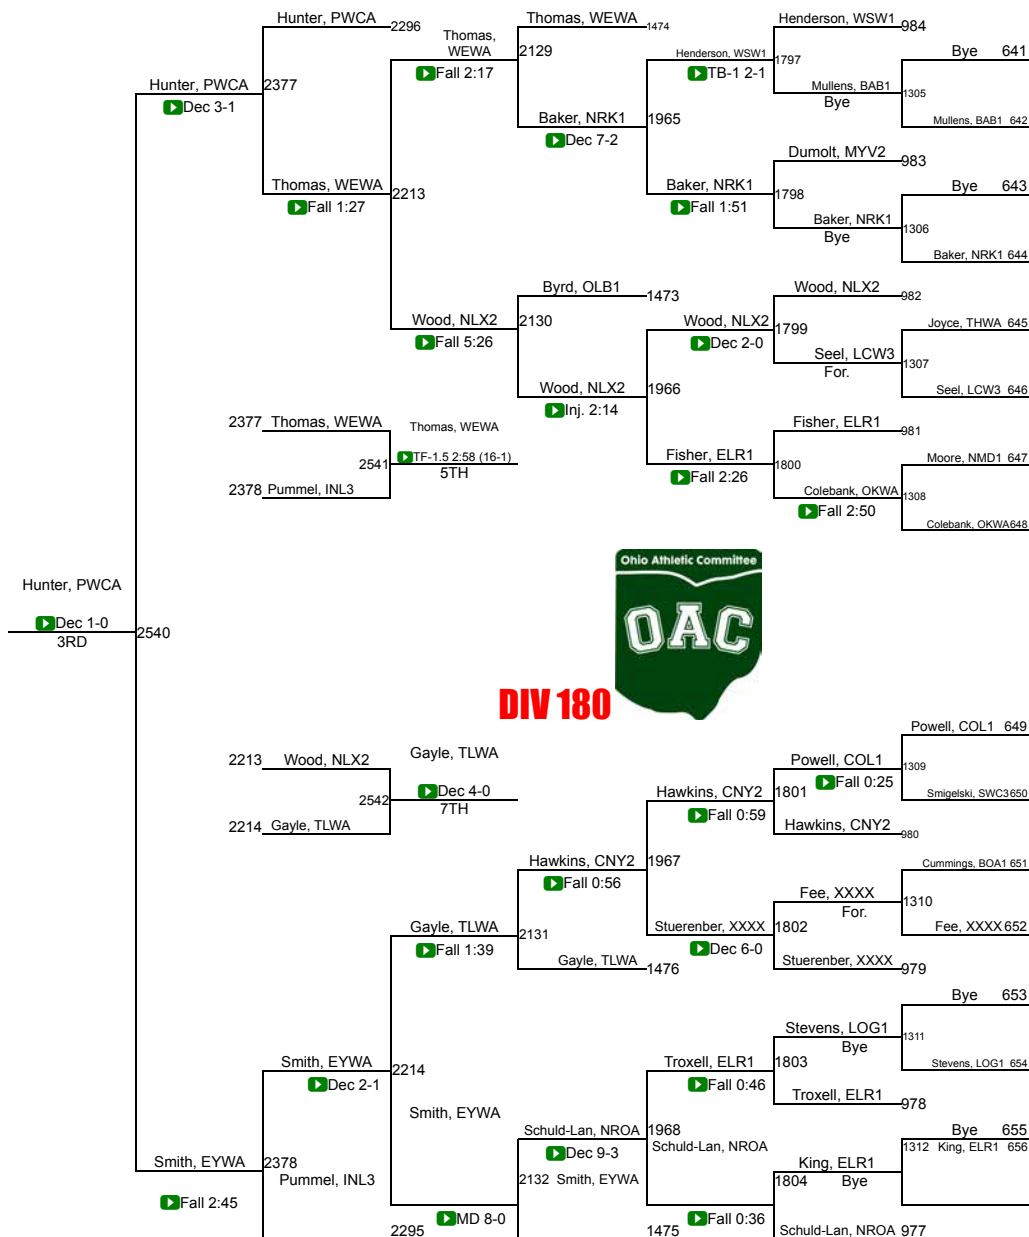 Hunter, PWCA
2296
Thomas, WEWA
1474
Henderson, WSW1
984
Thomas,
WEWA
2129
Henderson, WSW1
1797
Bye 641
Fall 2:17
TB-1 2-1
Hunter, PWCA
2377
Mullens, BAB1
1305
Bye
Dec 3-1
Baker, NRK1
1965
Mullens, BAB1 642
Dec 7-2
Dumolt, MYV2
983
Thomas, WEWA
2213
Baker, NRK1
1798
Bye 643
Fall 1:27
Fall 1:51
Baker, NRK1
1306
Bye
Baker, NRK1 644
Byrd, OLB1
1473
Wood, NLX2
982
Wood, NLX2
2130
Wood, NLX2
1799
Joyce, THWA 645
Fall 5:26
Dec 2-0
Seel, LCW3
1307
For.
Wood, NLX2
1966
Seel, LCW3 646
Inj. 2:14
2377 Thomas, WEWA
Thomas, WEWA
Fisher, ELR1
981
2541
TF-1.5 2:58 (16-1)
5TH
Fisher, ELR1
1800
Moore, NMD1 647
Fall 2:26
2378 Pummel, INL3
Colebank, OKWA
1308
Fall 2:50
Colebank, OKWA648
Ohio Athletic Committee
OAC
Hunter, PWCA
Dec 1-0
3RD
2540
DIV 180
Powell, COL1 649
2213 Wood, NLX2
Gayle, TLWA
Powell, COL1
1309
Fall 0:25
2542
Dec 4-0
7TH
Hawkins, CNY2
1801
Smigelski, SWC3650
Fall 0:59
2214 Gayle, TLWA
Hawkins, CNY2
980
Hawkins, CNY2
1967
Cummings, BOA1 651
Fall 0:56
Fee, XXXX
1310
For.
Gayle, TLWA
2131
Stuerenber, XXXX
1802
Fee, XXXX 652
Fall 1:39
Dec 6-0
Gayle, TLWA
1476
Stuerenber, XXXX
979
Bye 653
Stevens, LOG1
1311
Bye
Smith, EYWA
2214
Troxell, ELR1
1803
Stevens, LOG1 654
Dec 2-1
Fall 0:46
Troxell, ELR1
978
Smith, EYWA
Schuld-Lan, NROA
1968
Bye 655
Dec 9-3
Schuld-Lan, NROA
1312 King, ELR1 656
Smith, EYWA
2378
King, ELR1
Pummel, INL3
2132 Smith, EYWA
1804 Bye
Fall 2:45
MD 8-0
Fall 0:36
2295
1475
Schuld-Lan, NROA 977